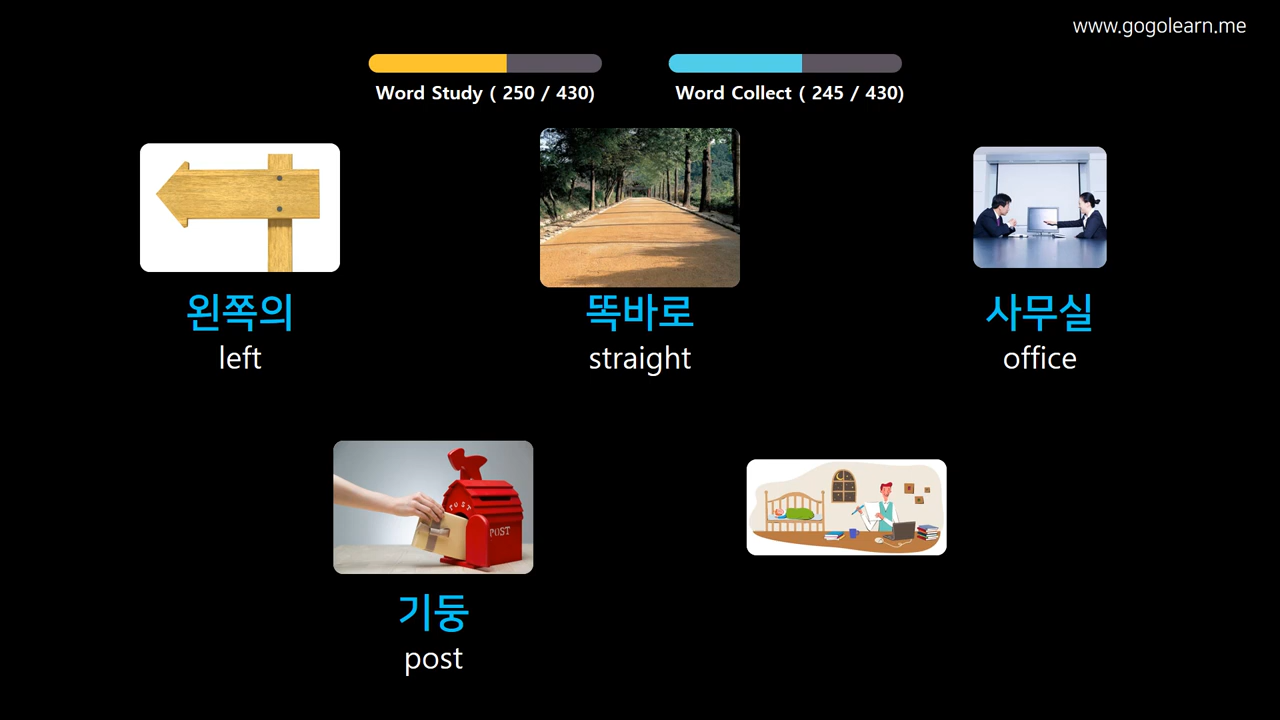 www.gogolearn.me
Word Study ( 250 / 430)
Word Collect ( 245 / 430)
왼쪽의
left
똑바로
straight
사무실
office
POST
POST
기둥
post